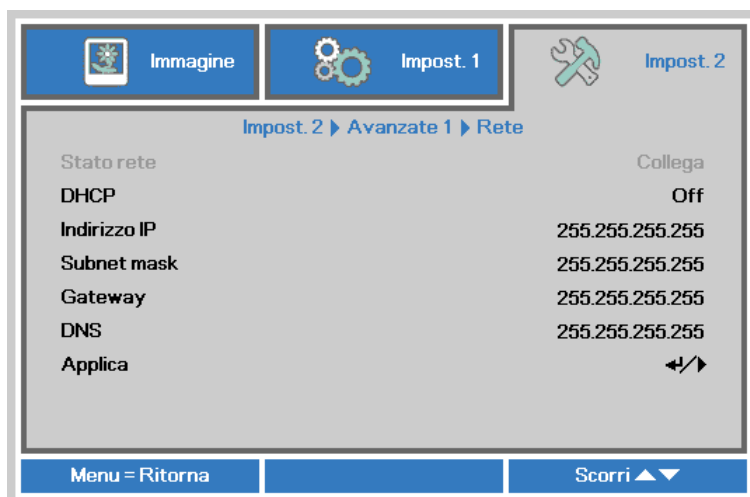 Immagine Impost. 1 Impost. 2
Impost. 2 Avanzate 1 Rete
Stato rete Collega
DHCP Off
Indirizzo IP 255.255.255.255
Subnet mask 255.255.255.255
Gateway 255.255.255.255
DNS 255.255.255.255
Applica
Menu = Ritorna Scorri